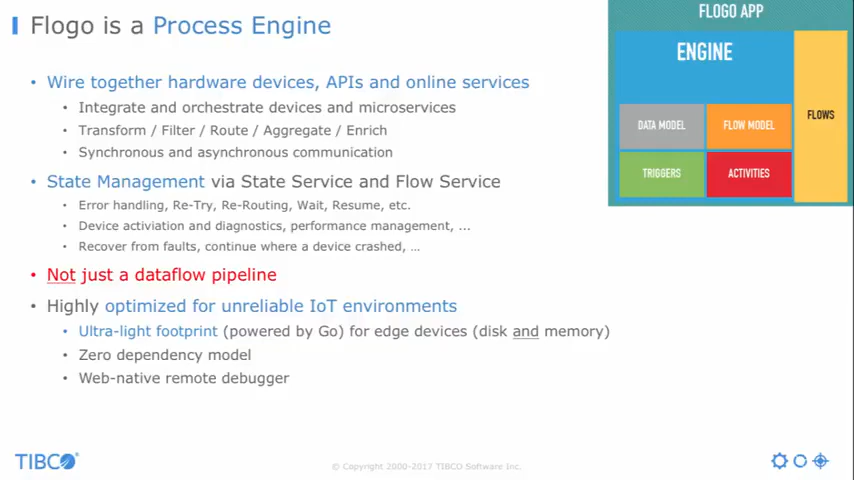 Flogo is a Process Engine
• Wire together hardware devices, APIs and online services
• Integrate and orchestrate devices and microservices
• Transform / Filter / Route / Aggregate / Enrich
• Synchronous and asynchronous communication
• State Management via State Service and Flow Service
• Error handling, Re-Try, Re-Routing, Wait, Resume, etc.
• Device activiation and diagnostics, performance management, ...
• Recover from faults, continue where a device crashed, …
• Not just a dataflow pipeline
• Highly optimized for unreliable IoT environments
• Ultra-light footprint (powered by Go) for edge devices (disk and memory)
• Zero dependency model
• Web-native remote debugger
FLOGO APP
ENGINE
DATA MODEL
FLOW MODEL
TRIGGERS
ACTIVITIES
FLOWS
TIBCO®
© Copyright 2000-2017 TIBCO Software Inc.